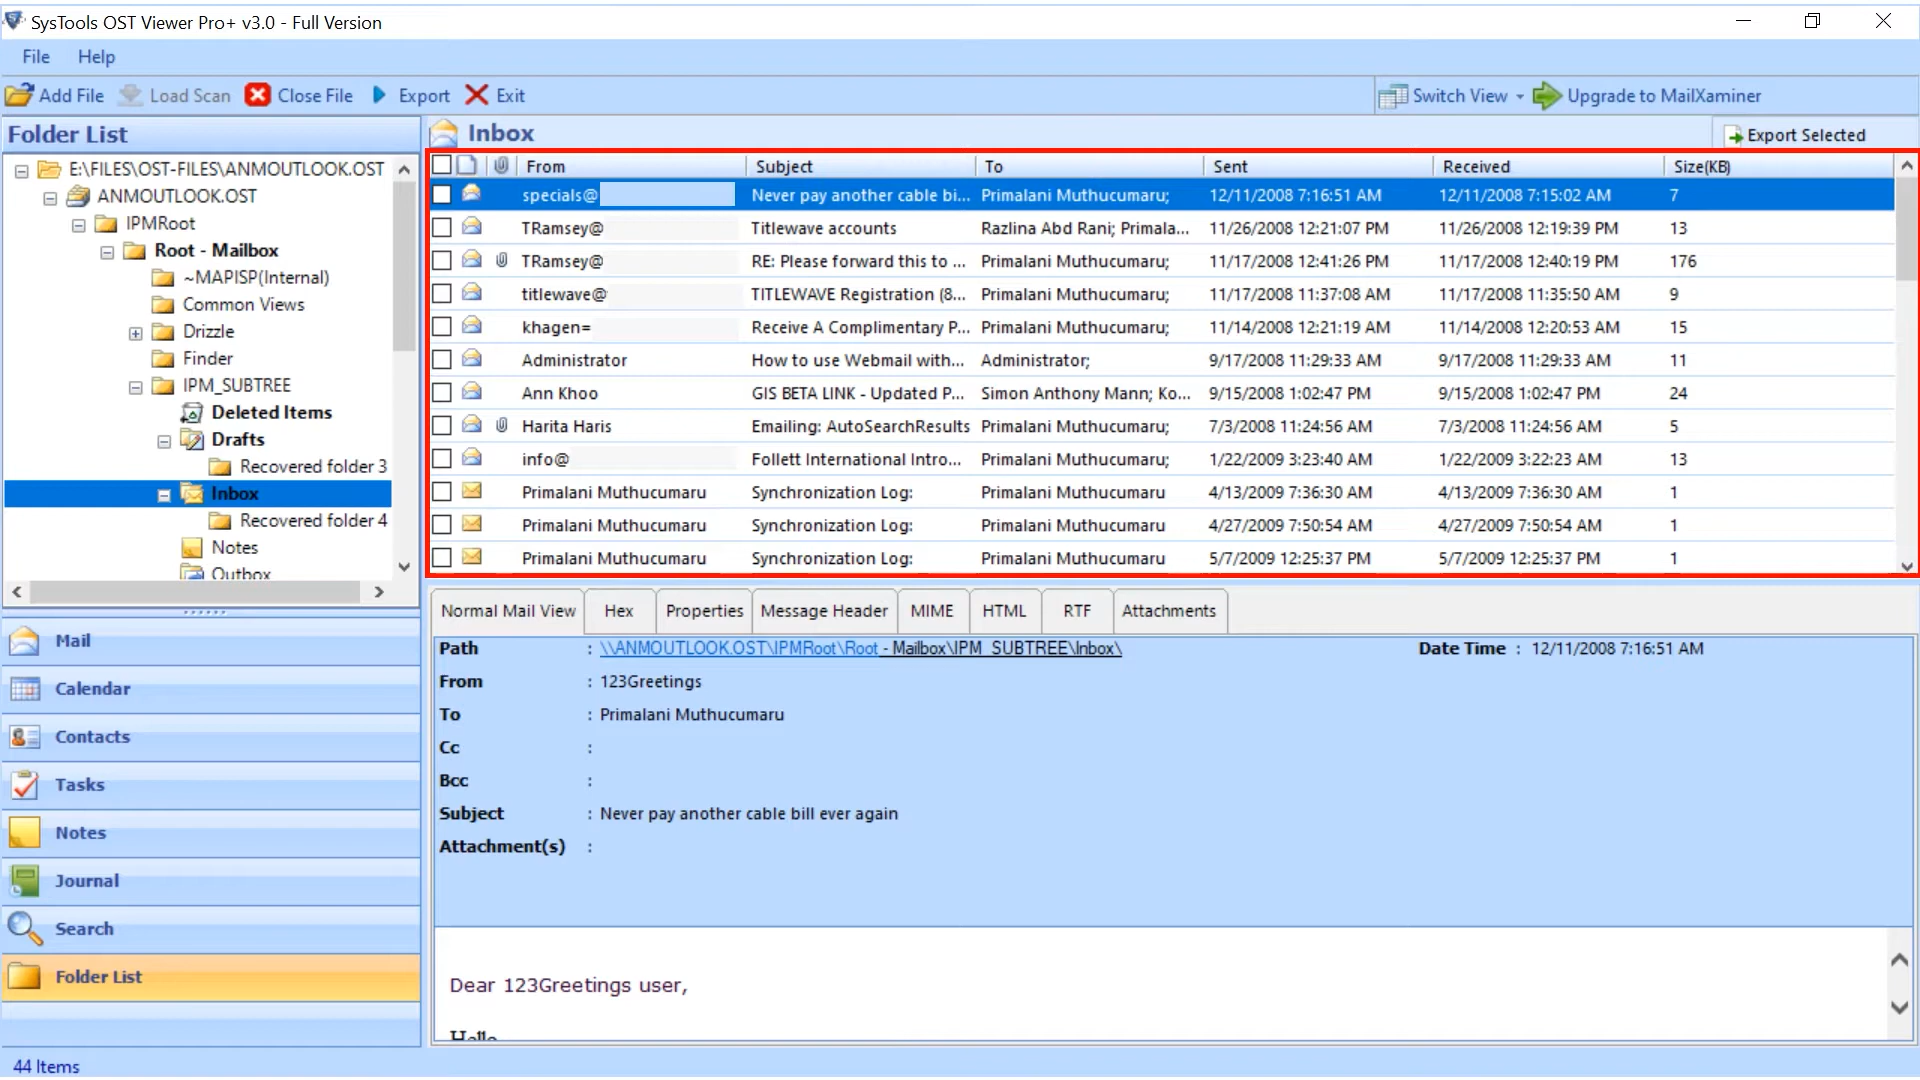 SysTools OST Viewer Pro+ v3.0 - Full Version
File Help
Add File Load Scan Close File Export Exit Switch View Upgrade to MailXaminer
Folder List
E:\FILES\OST-FILES\ANMOUTLOOK.OST
ANMOUTLOOK.OST
IPMRoot
Root - Mailbox
~MAPISP(Internal)
Common Views
Drizzle
Finder
IPM_SUBTREE
Deleted Items
Drafts
Recovered folder 3
Inbox
Recovered folder 4
Notes
Outbox
Mail
Calendar
Contacts
Tasks
Notes
Journal
Search
Folder List
44 Items
Inbox Export Selected
From Subject To Sent Received Size(KB)
specials@ Never pay another cable bi... Primalani Muthucumaru; 12/11/2008 7:16:51 AM 12/11/2008 7:15:02 AM 7
TRamsey@ Titlewave accounts Razlina Abd Rani; Primala... 11/26/2008 12:21:07 PM 11/26/2008 12:19:39 PM 13
TRamsey@ RE: Please forward this to ... Primalani Muthucumaru; 11/17/2008 12:41:26 PM 11/17/2008 12:40:19 PM 176
titlewave@ TITLEWAVE Registration (8... Primalani Muthucumaru; 11/17/2008 11:37:08 AM 11/17/2008 11:35:50 AM 9
khagen= Receive A Complimentary P... Primalani Muthucumaru; 11/14/2008 12:21:19 AM 11/14/2008 12:20:53 AM 15
Administrator How to use Webmail with... Administrator; 9/17/2008 11:29:33 AM 9/17/2008 11:29:33 AM 11
Ann Khoo GIS BETA LINK - Updated P... Simon Anthony Mann; Ko... 9/15/2008 1:02:47 PM 9/15/2008 1:02:47 PM 24
Harita Haris Emailing: AutoSearchResults Primalani Muthucumaru; 7/3/2008 11:24:56 AM 7/3/2008 11:24:56 AM 5
info@ Follett International Intro... Primalani Muthucumaru; 1/22/2009 3:23:40 AM 1/22/2009 3:22:23 AM 13
Primalani Muthucumaru Synchronization Log: Primalani Muthucumaru 4/13/2009 7:36:30 AM 4/13/2009 7:36:30 AM 1
Primalani Muthucumaru Synchronization Log: Primalani Muthucumaru 4/27/2009 7:50:54 AM 4/27/2009 7:50:54 AM 1
Primalani Muthucumaru Synchronization Log: Primalani Muthucumaru 5/7/2009 12:25:37 PM 5/7/2009 12:25:37 PM 1
Normal Mail View Hex Properties Message Header MIME HTML RTF Attachments
Path : \\ANMOUTLOOK.OST\IPMRoot\Root - Mailbox\IPM_SUBTREE\Inbox\ Date Time : 12/11/2008 7:16:51 AM
From : 123Greetings
To : Primalani Muthucumaru
Cc :
Bcc :
Subject : Never pay another cable bill ever again
Attachment(s) :
Dear 123Greetings user,
Hello